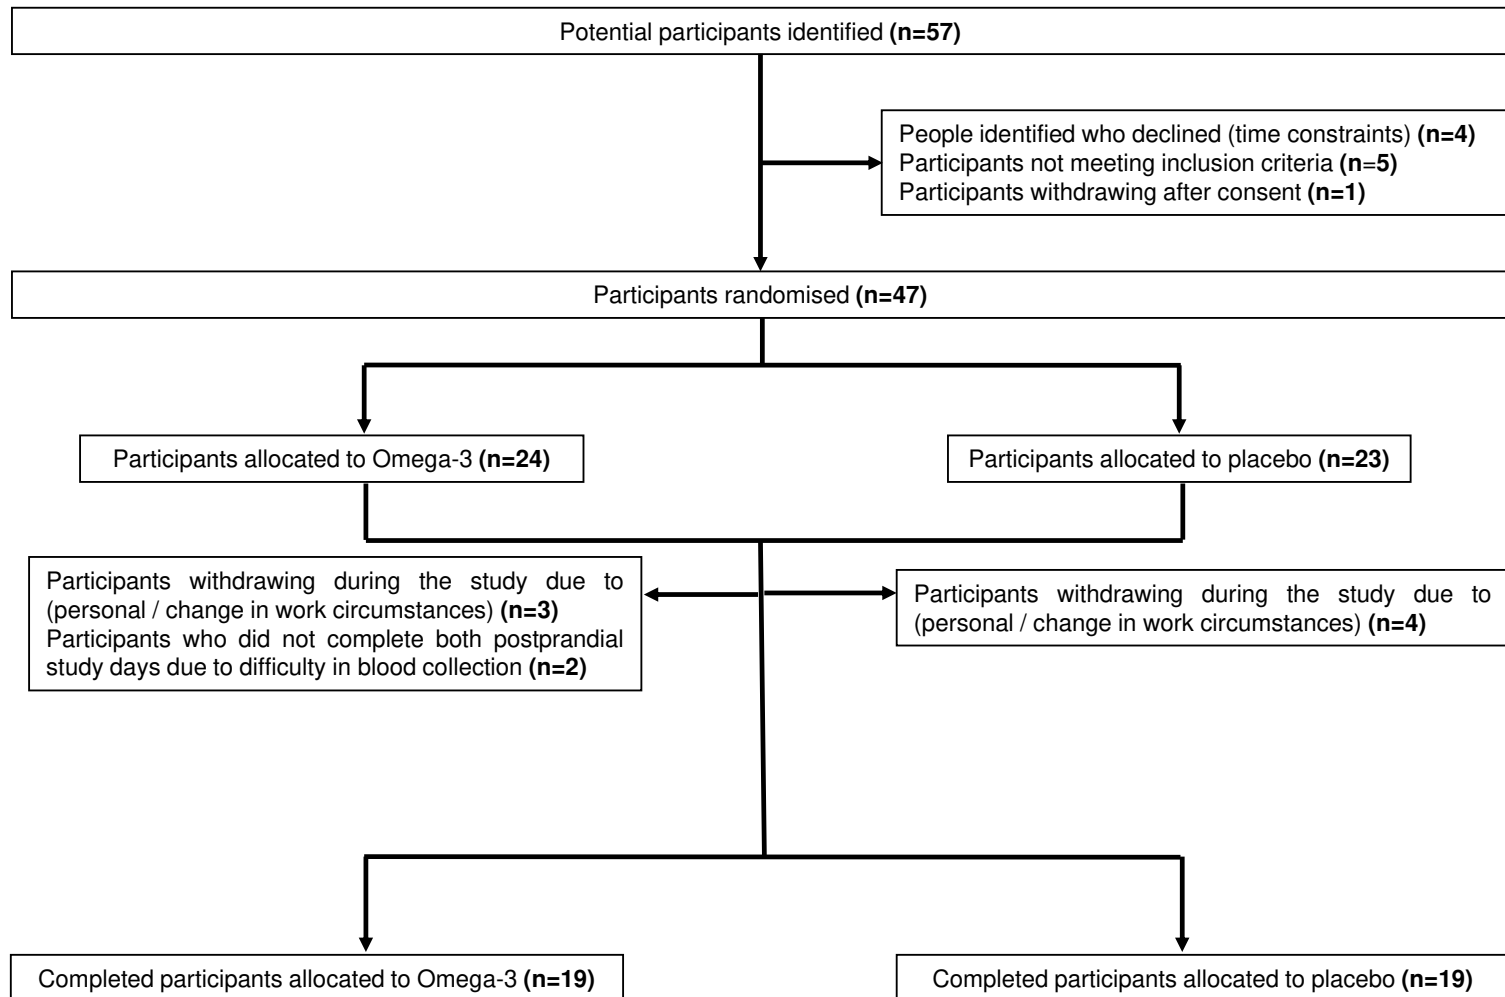 Potential participants identified (n=57)
People identified who declined (time constraints) (n=4)
Participants not meeting inclusion criteria (n=5)
Participants withdrawing after consent (n=1)
Participants randomised (n=47)
Participants allocated to Omega-3 (n=24)
Participants allocated to placebo (n=23)
Participants withdrawing during the study due to
(personal / change in work circumstances) (n=3)
Participants who did not complete both postprandial
study days due to difficulty in blood collection (n=2)
Participants withdrawing during the study due to
(personal / change in work circumstances) (n=4)
Completed participants allocated to Omega-3 (n=19)
Completed participants allocated to placebo (n=19)